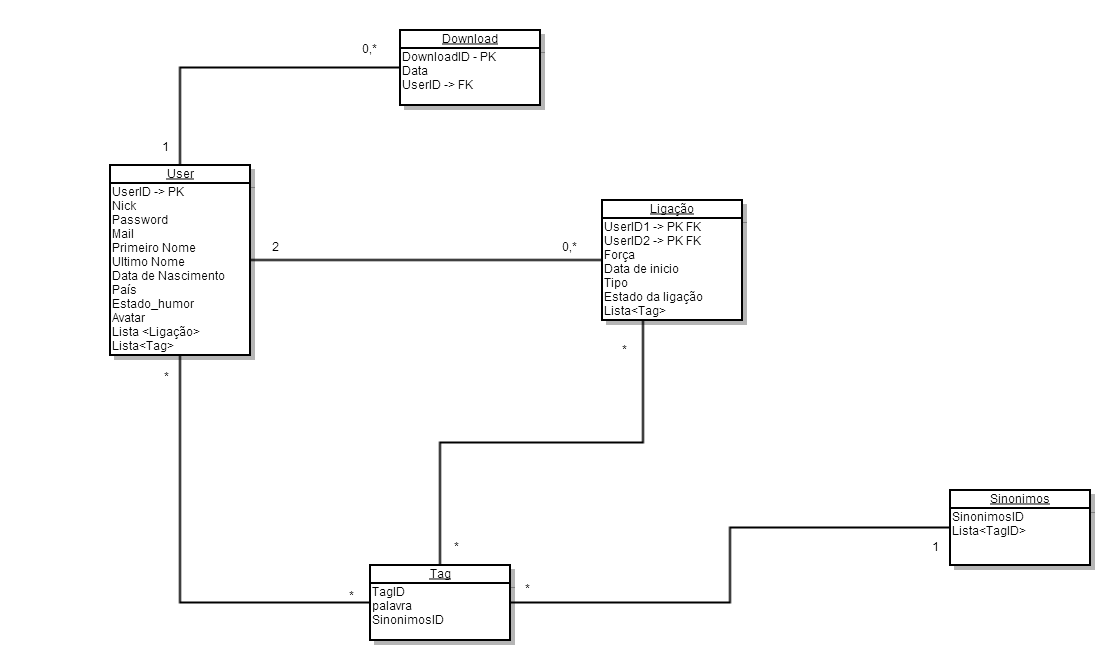 Download
DownloadID - PK
Data
UserID -> FK
0,*
1
User
UserID -> PK
Nick
Password
Mail
Primeiro Nome
Ultimo Nome
Data de Nascimento
País
Estado_humor
Avatar
Lista <Ligação>
Lista<Tag>
2
0,*
Ligação
UserID1 -> PK FK
UserID2 -> PK FK
Força
Data de inicio
Tipo
Estado da ligação
Lista<Tag>
*
*
*
*
Tag
TagID
palavra
SinonimosID
*
1
Sinonimos
SinonimosID
Lista<TagID>